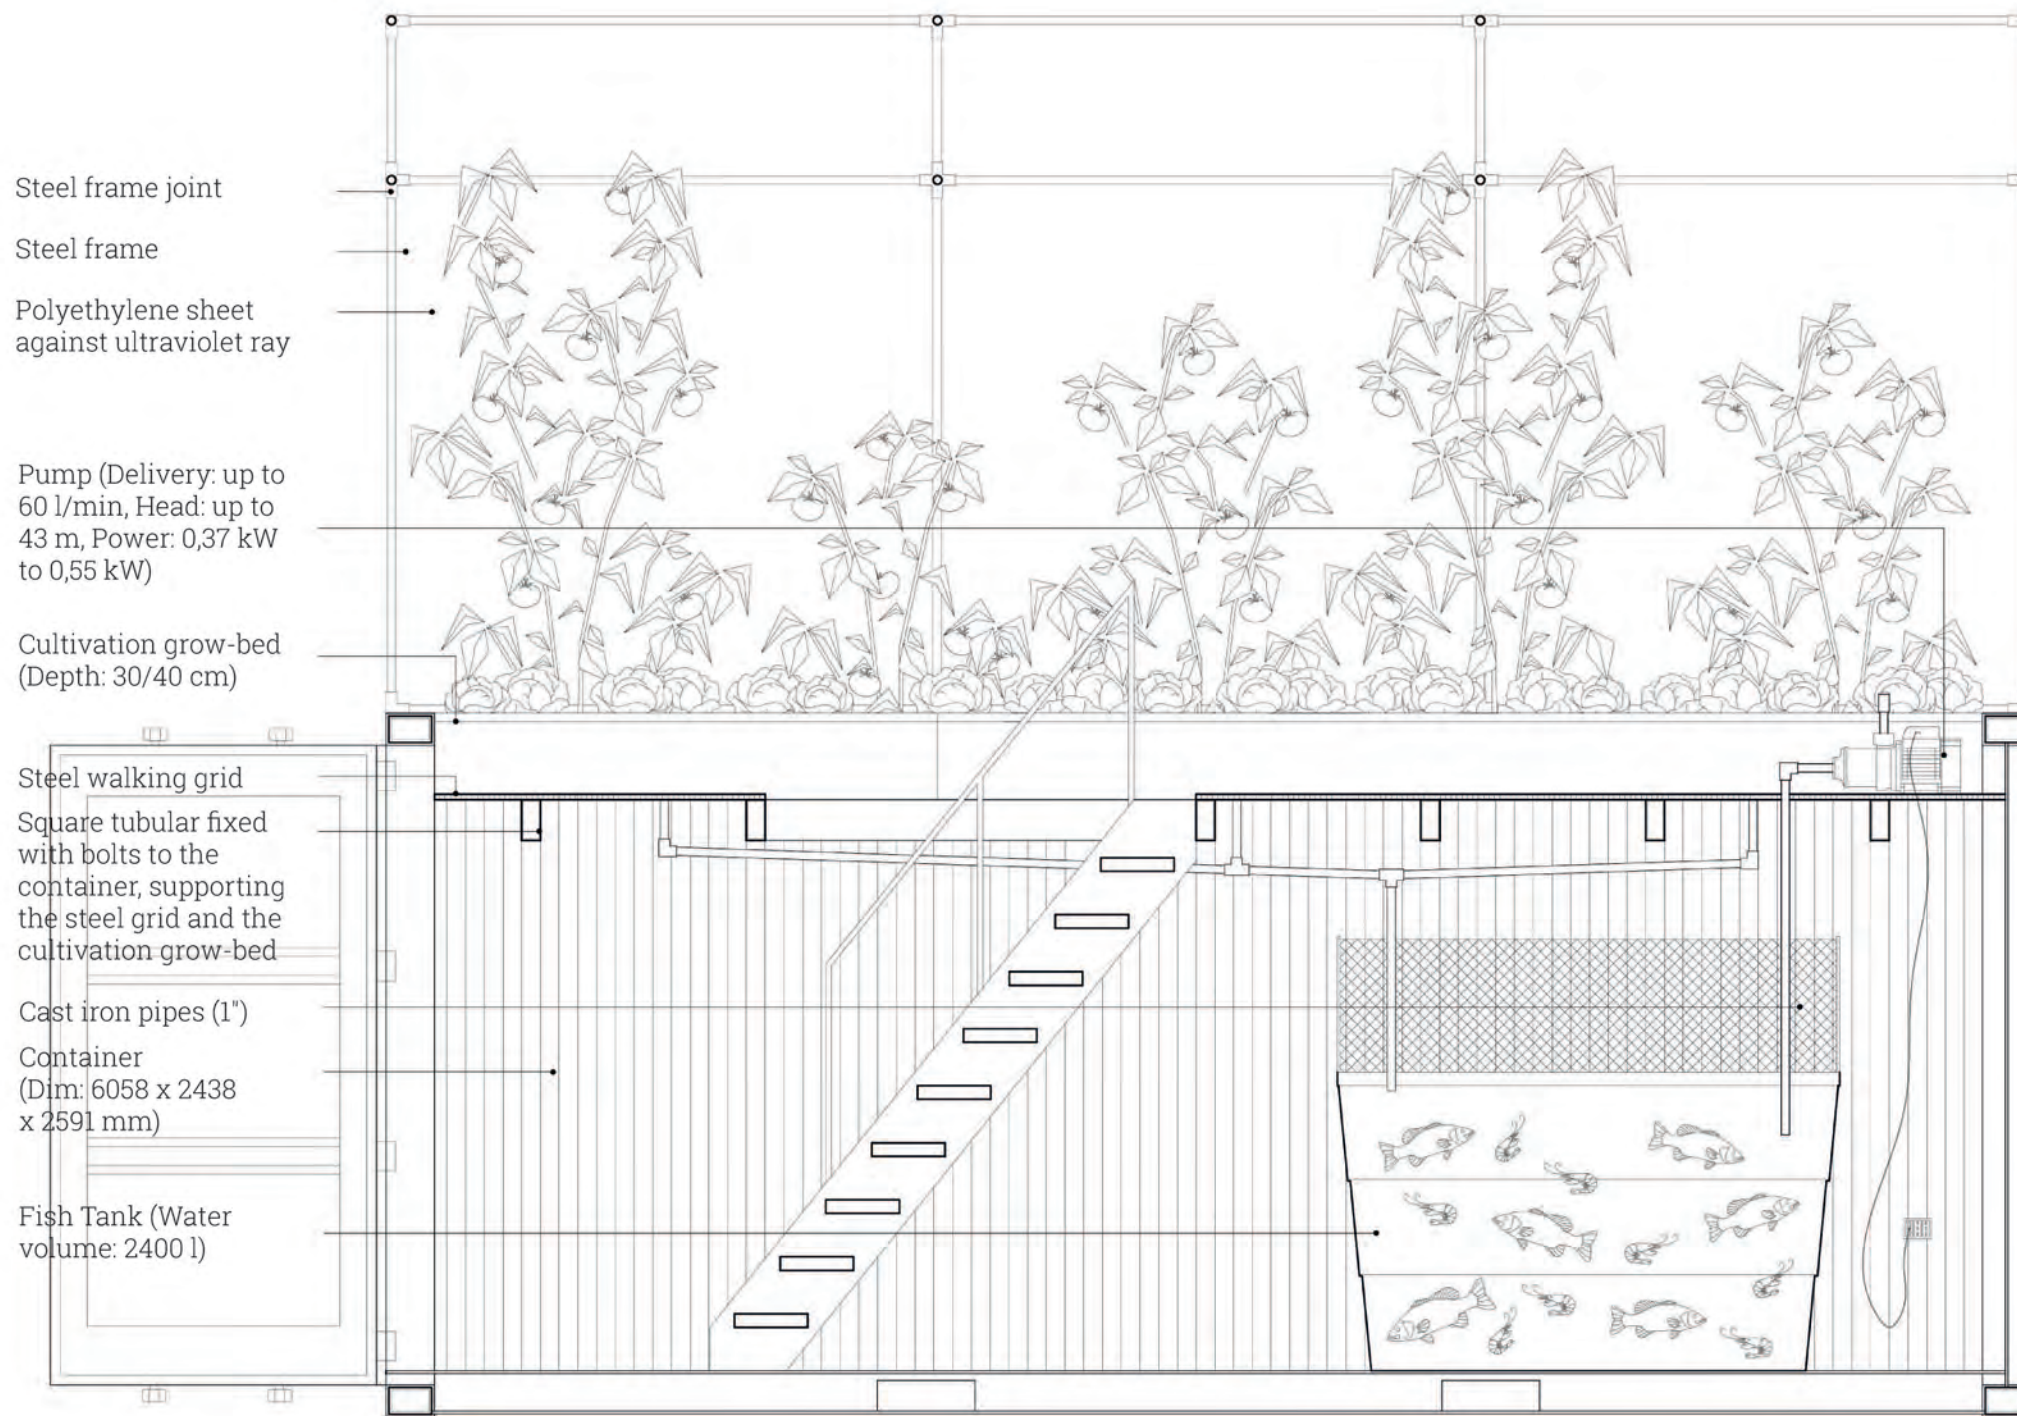 Steel frame joint
Steel frame
Polyethylene sheet
against ultraviolet ray
Pump (Delivery: up to
60 l/min, Head: up to
43 m, Power: 0,37 kW
to 0,55 kW)
Cultivation grow-bed
(Depth: 30/40 cm)
Steel walking grid
Square tubular fixed
with bolts to the
container, supporting
the steel grid and the
cultivation grow-bed
Cast iron pipes (1")
Container
(Dim: 6058 x 2438
x 2591 mm)
Fish Tank (Water
volume: 2400 l)